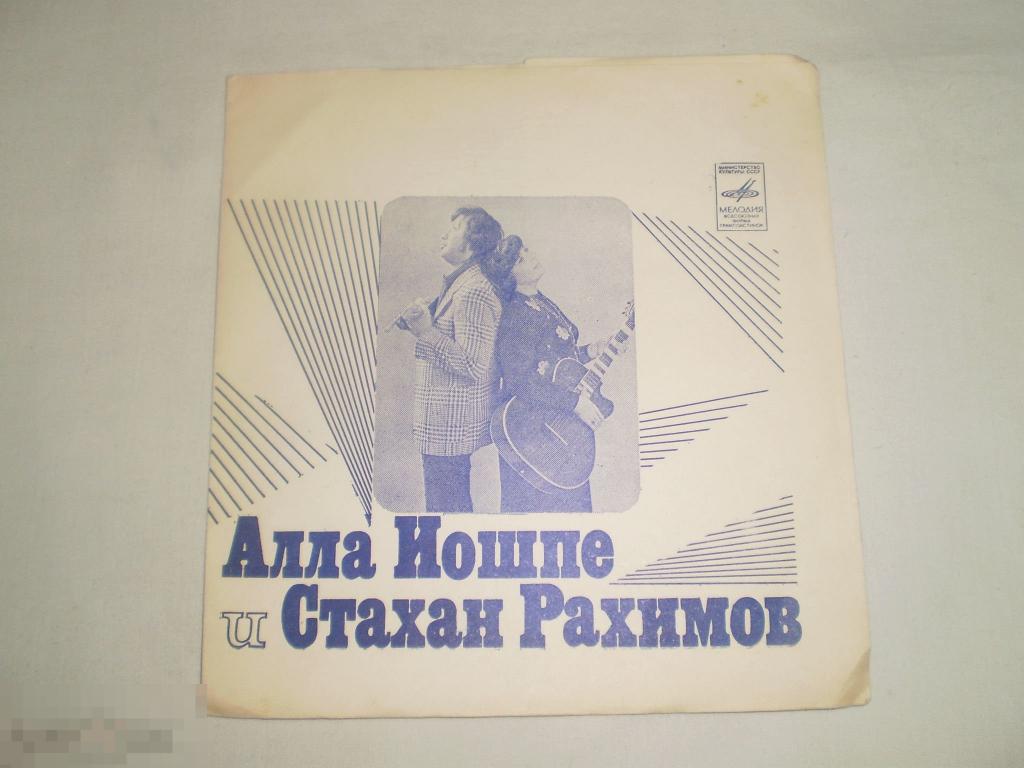 МИНИСТЕРСТВО
КУЛЬТУРЫ СССР
МЕЛОДИЯ
ВСЕСОЮЗНАЯ
ФИРМА
ГРАМПЛАСТИНОК
Алла Иошпе
и Стахан Рахимов